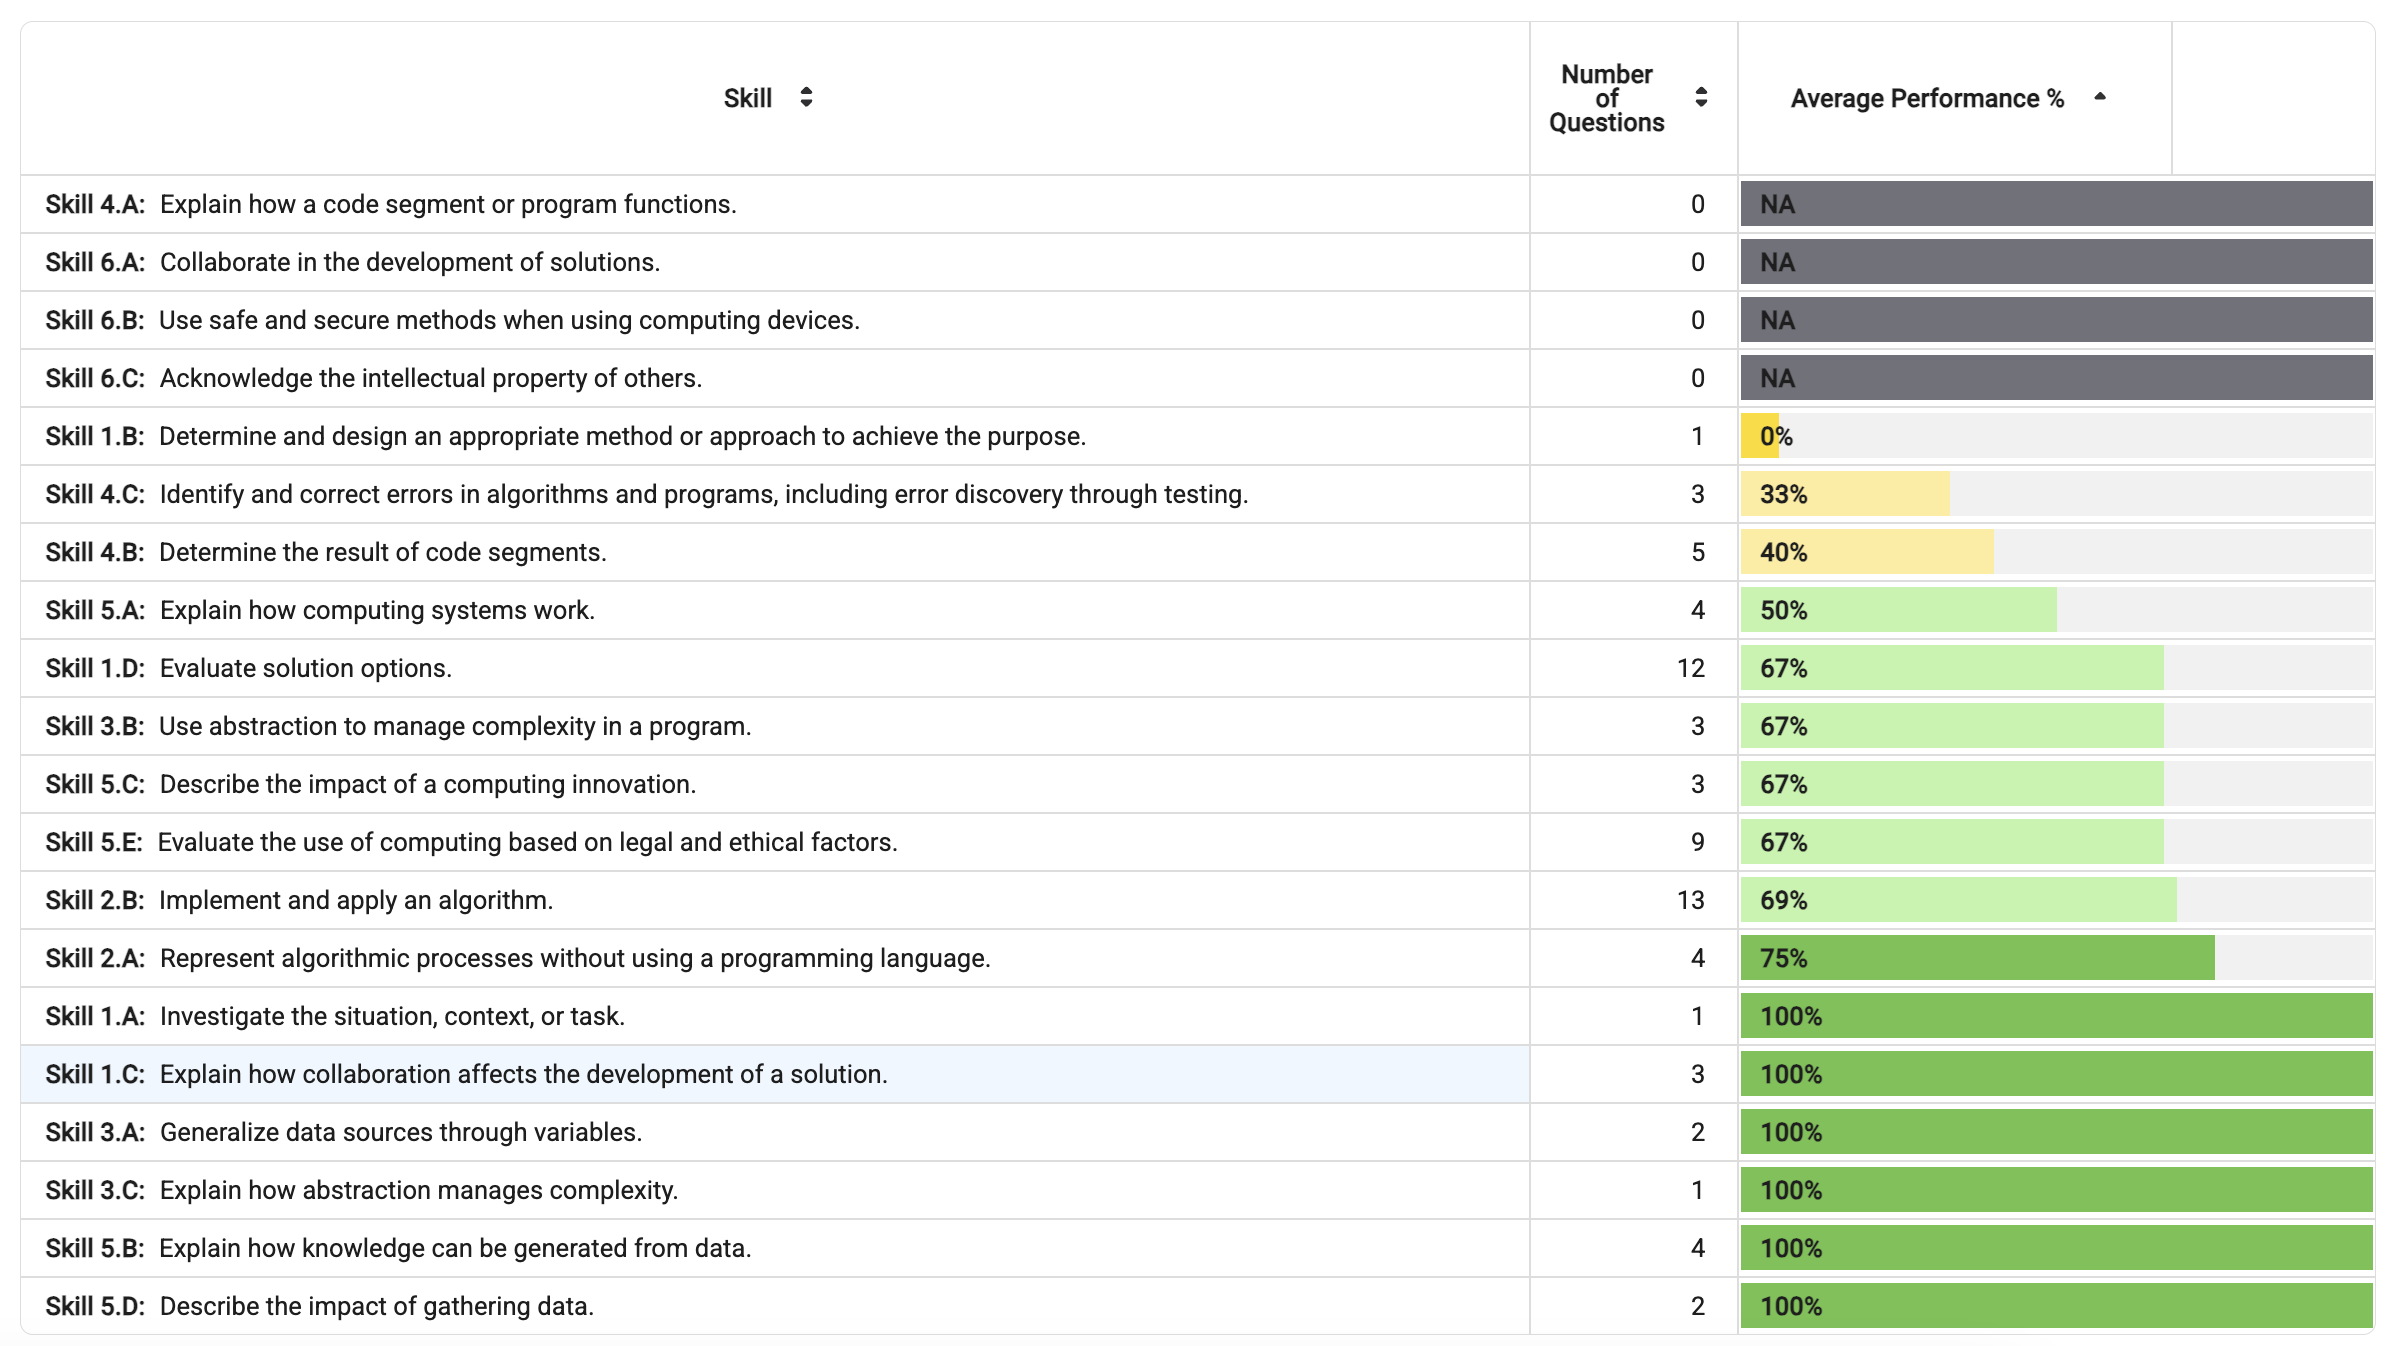 Skill
Number
of
Questions
Average Performance %
Skill 4.A: Explain how a code segment or program functions. 0 NA
Skill 6.A: Collaborate in the development of solutions. 0 NA
Skill 6.B: Use safe and secure methods when using computing devices. 0 NA
Skill 6.C: Acknowledge the intellectual property of others. 0 NA
Skill 1.B: Determine and design an appropriate method or approach to achieve the purpose. 1 0%
Skill 4.C: Identify and correct errors in algorithms and programs, including error discovery through testing. 3 33%
Skill 4.B: Determine the result of code segments. 5 40%
Skill 5.A: Explain how computing systems work. 4 50%
Skill 1.D: Evaluate solution options. 12 67%
Skill 3.B: Use abstraction to manage complexity in a program. 3 67%
Skill 5.C: Describe the impact of a computing innovation. 3 67%
Skill 5.E: Evaluate the use of computing based on legal and ethical factors. 9 67%
Skill 2.B: Implement and apply an algorithm. 13 69%
Skill 2.A: Represent algorithmic processes without using a programming language. 4 75%
Skill 1.A: Investigate the situation, context, or task. 1 100%
Skill 1.C: Explain how collaboration affects the development of a solution. 3 100%
Skill 3.A: Generalize data sources through variables. 2 100%
Skill 3.C: Explain how abstraction manages complexity. 1 100%
Skill 5.B: Explain how knowledge can be generated from data. 4 100%
Skill 5.D: Describe the impact of gathering data. 2 100%